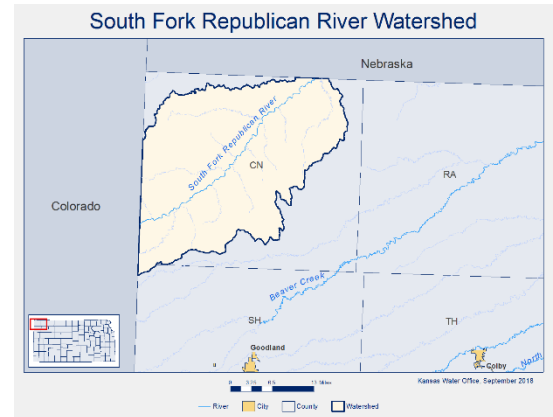 South Fork Republican River Watershed
Nebraska
South Fork Republican River
CN
RA
Colorado
Beaver Creek
SH
TH
Goodland
Colby
North
Kansas Water Office, September 2018
River
City
County
Watershed